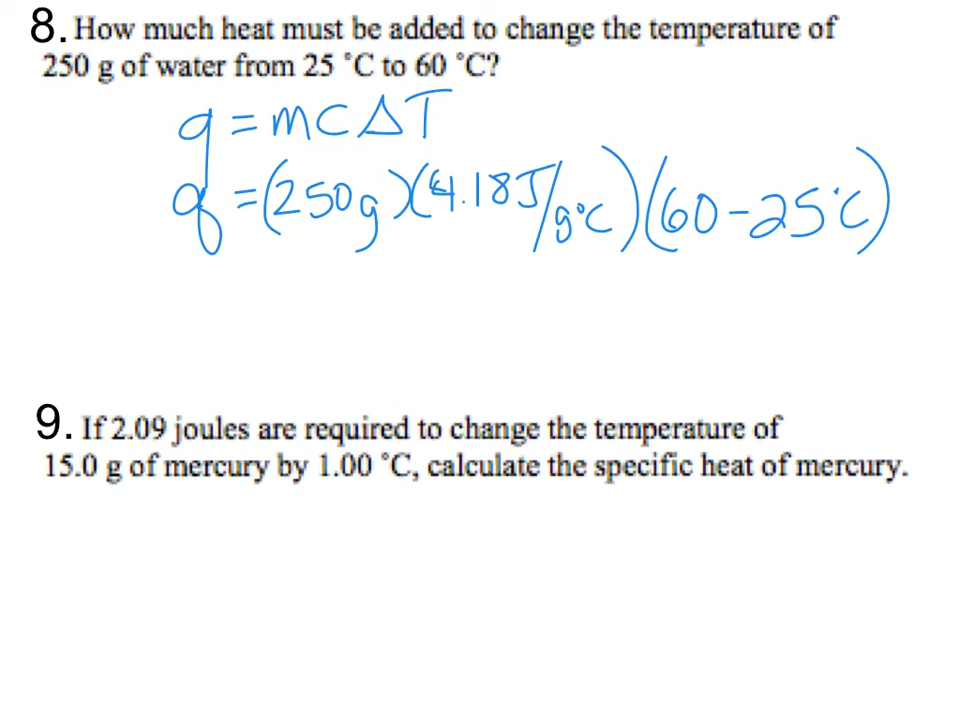 8. How much heat must be added to change the temperature of
250 g of water from 25 °C to 60 °C?
q = mCΔT
q = (250g)(4.18J/g°C)(60-25°C)
9. If 2.09 joules are required to change the temperature of
15.0 g of mercury by 1.00 °C, calculate the specific heat of mercury.